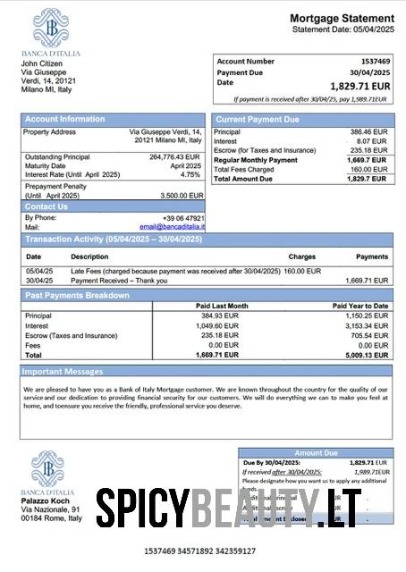 Mortgage Statement
Statement Date: 05/04/2025
BANCA D'ITALIA
John Citizen
Via Giuseppe
Verdi, 14, 20121
Milano MI, Italy
Account Number 1537469
Payment Due 30/04/2025
Date 1,829.71 EUR
If payment is received after 30/04/25, pay 1,989.71EUR
Account Information
Property Address Via Giuseppe Verdi, 14,
20121 Milano MI, Italy
Outstanding Principal 264,776.43 EUR
Maturity Date April 2025
Interest Rate (Until April 2025) 4.75%
Prepayment Penalty
(Until April 2025) 3,500.00 EUR
Contact Us
By Phone: +39 06 47921
Mail: email@bancaditalia.it
Current Payment Due
Principal 386.46 EUR
Interest 8.07 EUR
Escrow (for Taxes and Insurance) 235.18 EUR
Regular Monthly Payment 1,669.7 EUR
Total Fees Charged 160.00 EUR
Total Amount Due 1,829.7 EUR
Transaction Activity (05/04/2025 – 30/04/2025)
Date Description Charges Payments
05/04/25 Late Fees (charged because payment was received after 30/04/2025) 160.00 EUR
30/04/25 Payment Received – Thank you 1,669.71 EUR
Past Payments Breakdown
Paid Last Month Paid Year to Date
Principal 384.93 EUR 1,150.25 EUR
Interest 1,049.60 EUR 3,153.34 EUR
Escrow (Taxes and Insurance) 235.18 EUR 705.54 EUR
Fees 0.00 EUR 0.00 EUR
Total 1,669.71 EUR 5,009.13 EUR
Important Messages
We are pleased to have you as a Bank of Italy Mortgage customer. We are known throughout the country for the quality of our
service and our dedication to providing financial security for our customers. We will do everything we can to make you feel at
home, and toensure you receive the friendly, professional service you deserve.
BANCA D'ITALIA
Palazzo Koch
Via Nazionale, 91
00184 Rome, Italy
Amount Due
Due By 30/04/2025: 1,829.71 EUR
If received after 30/04/2025: 1,989.71EUR
Please designate how you want us to apply any additional
SPICYBEAUTY.LT
1537469 34571892 342359127